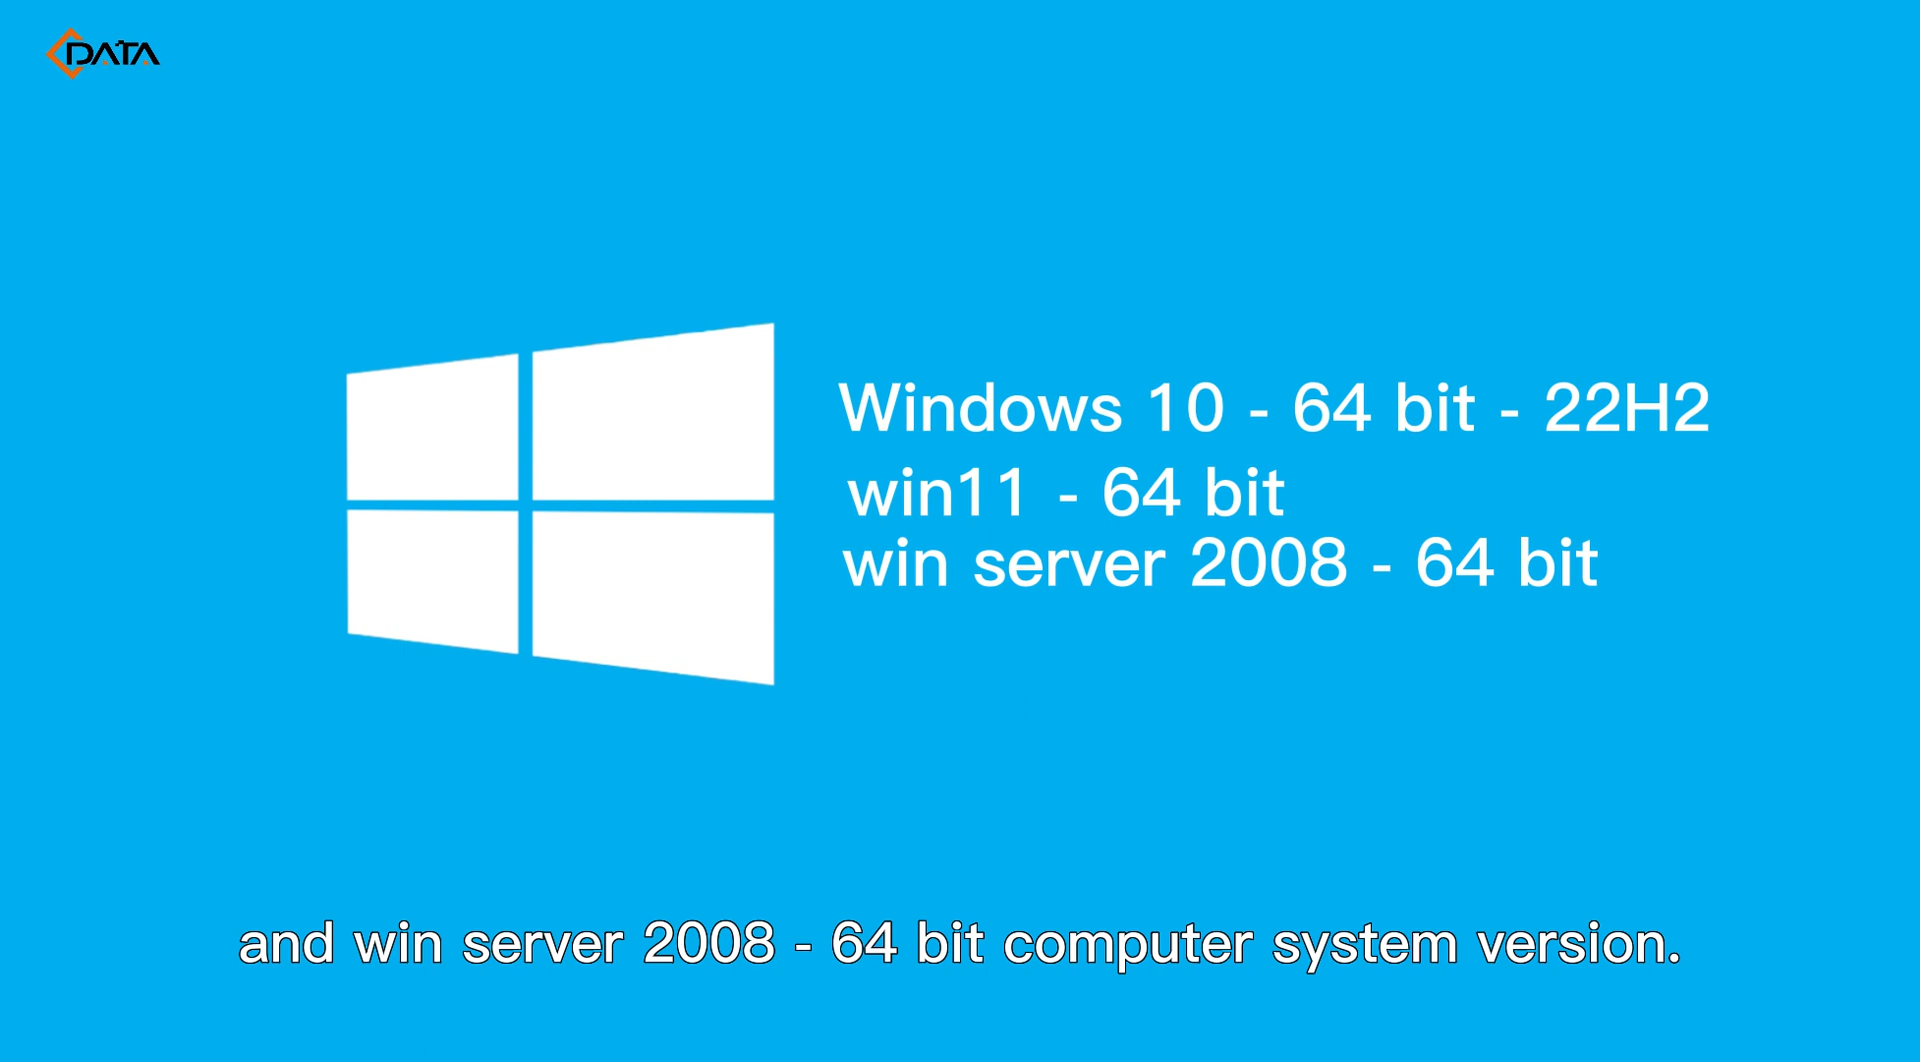 DATA
Windows 10 - 64 bit - 22H2
win11 - 64 bit
win server 2008 - 64 bit
and win server 2008 - 64 bit computer system version.